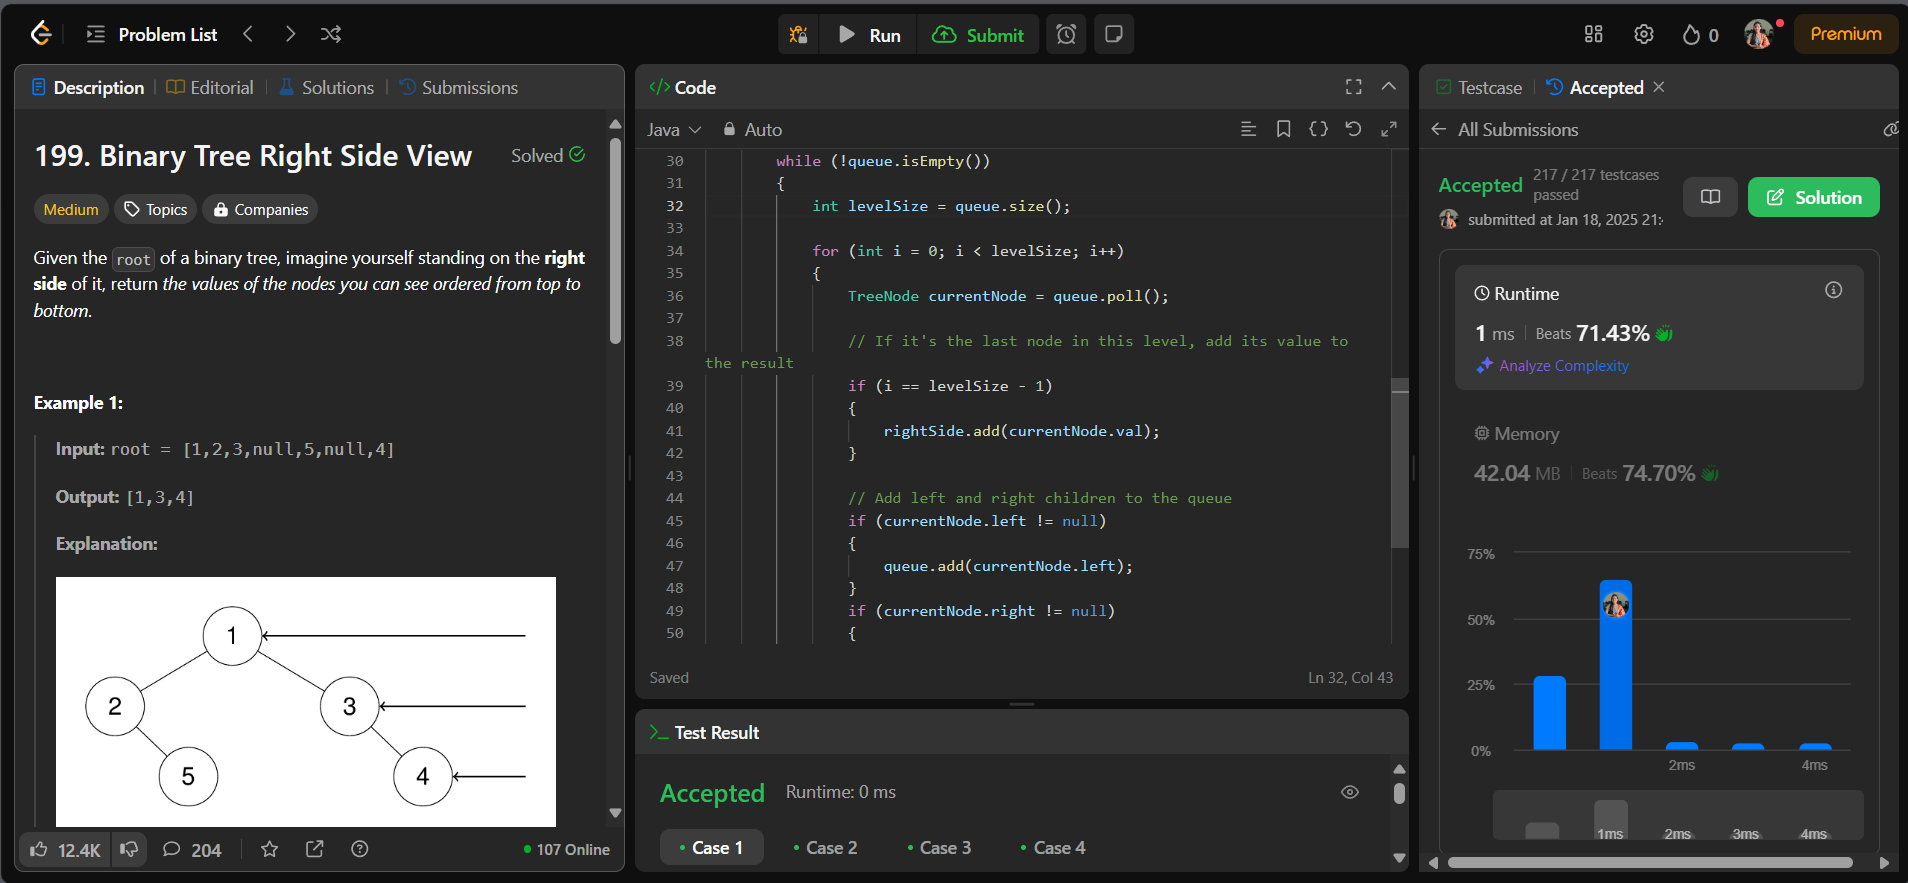 Problem List
Run
Submit
0
Premium
Description
Editorial
Solutions
Submissions
199. Binary Tree Right Side View
Solved
Medium
Topics
Companies
Given the root of a binary tree, imagine yourself standing on the right
side of it, return the values of the nodes you can see ordered from top to
bottom.
Example 1:
Input: root = [1,2,3,null,5,null,4]
Output: [1,3,4]
Explanation:
1
2
3
5
4
12.4K
204
107 Online
Code
Java
Auto
30 while (!queue.isEmpty())
31 {
32 int levelSize = queue.size();
33
34 for (int i = 0; i < levelSize; i++)
35 {
36 TreeNode currentNode = queue.poll();
37
38 // If it's the last node in this level, add its value to
the result
39 if (i == levelSize - 1)
40 {
41 rightSide.add(currentNode.val);
42 }
43
44 // Add left and right children to the queue
45 if (currentNode.left != null)
46 {
47 queue.add(currentNode.left);
48 }
49 if (currentNode.right != null)
50 {
Saved
Ln 32, Col 43
Test Result
Accepted
Runtime: 0 ms
Case 1
Case 2
Case 3
Case 4
Testcase
Accepted
All Submissions
Accepted
217 / 217 testcases
passed
submitted at Jan 18, 2025 21:
Solution
Runtime
1 ms
Beats 71.43%
Analyze Complexity
Memory
42.04 MB
Beats 74.70%
75%
50%
25%
0%
2ms
4ms
1ms
2ms
3ms
4ms